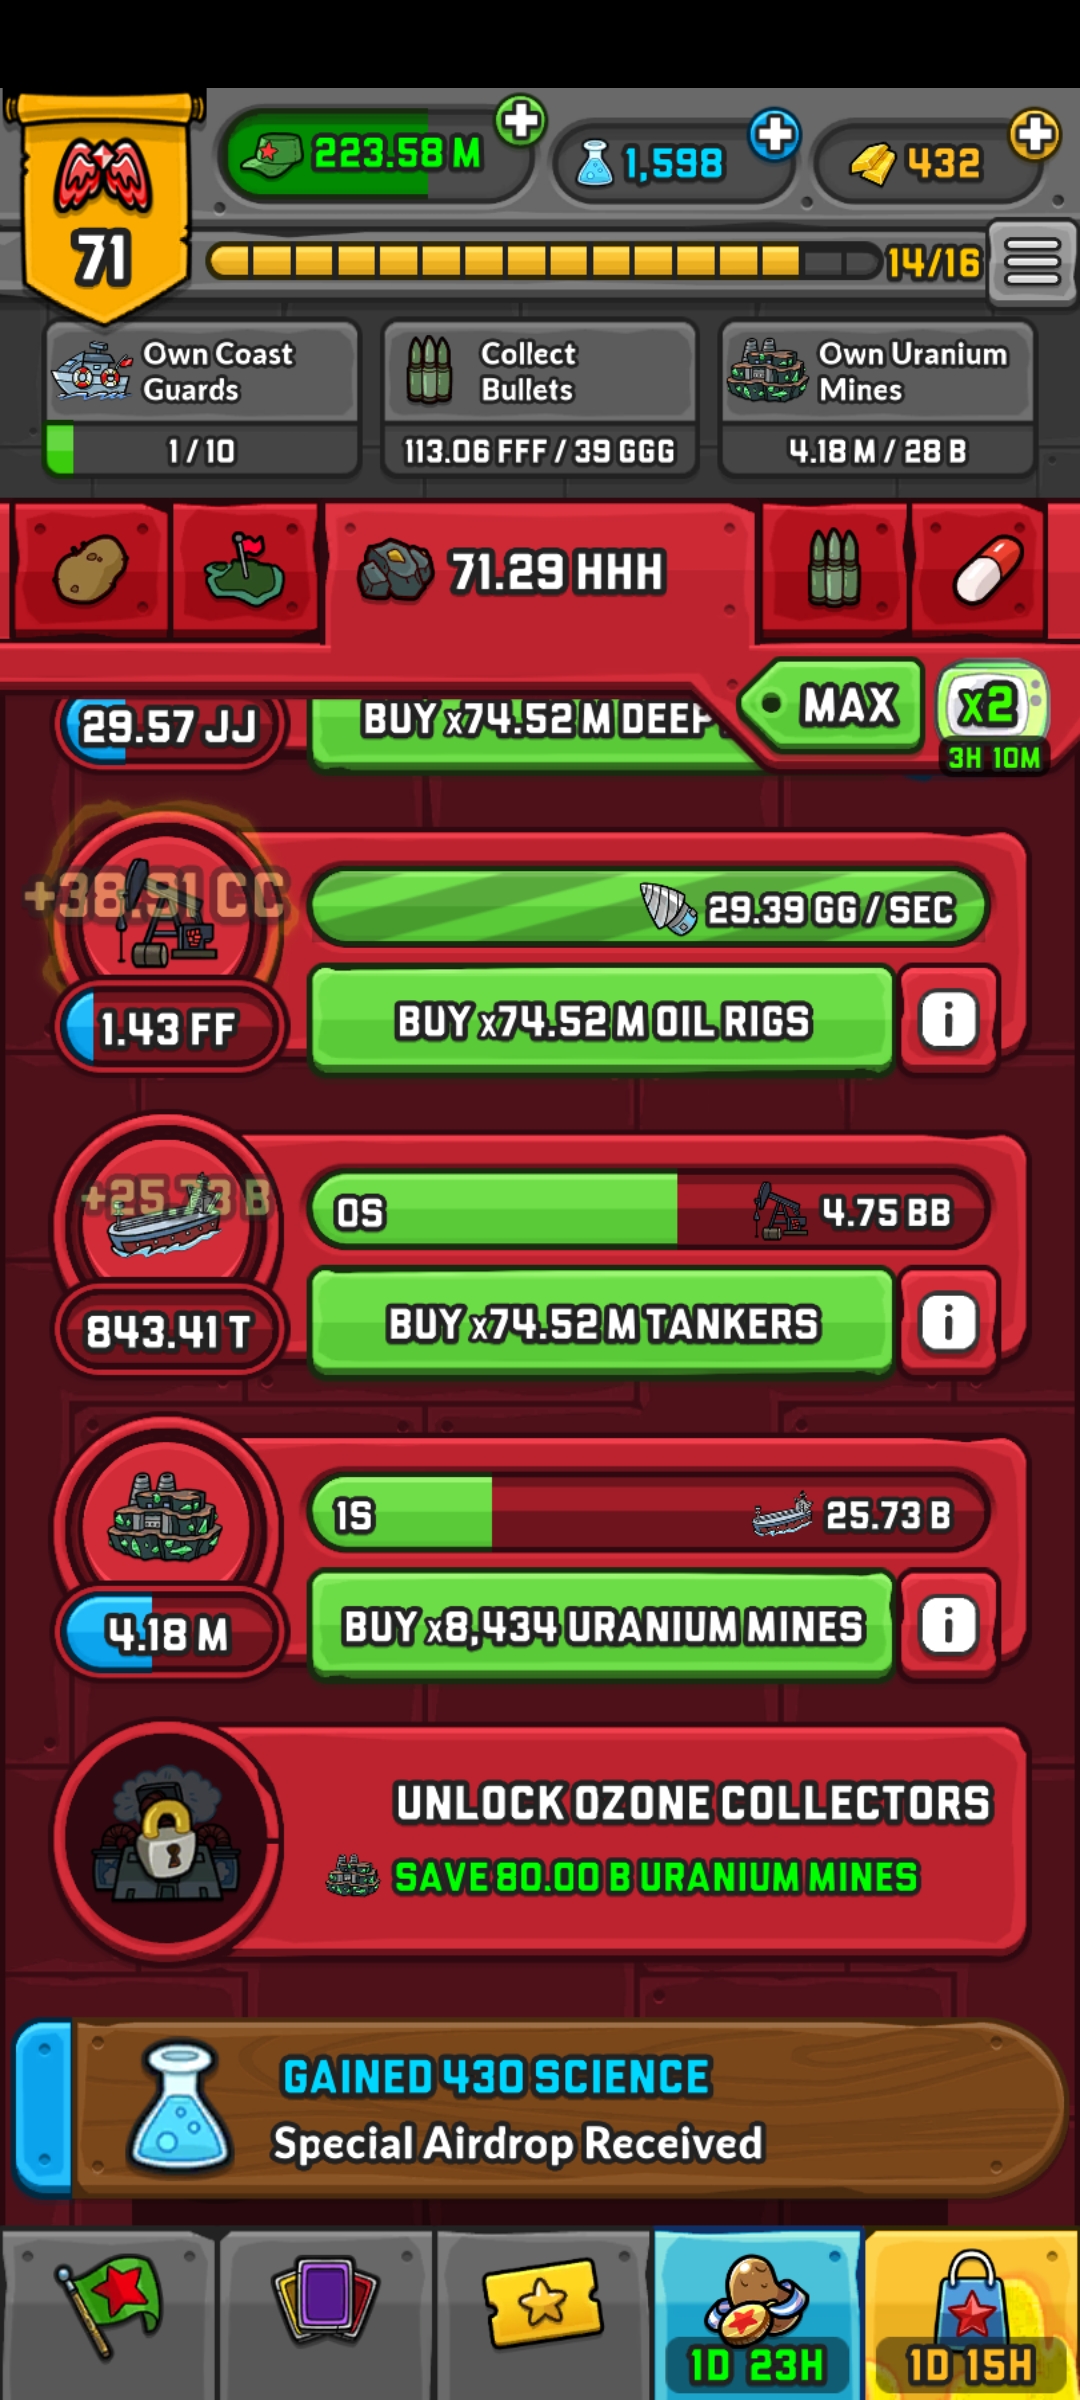 223.58 M
1,598
432
71
14/16
Own Coast
Guards
1 / 10
Collect
Bullets
113.06 FFF / 39 GGG
Own Uranium
Mines
4.18 M / 28 B
71.29 HHH
MAX
x2
3H 10M
29.57 JJ
BUY x74.52 M DEEP
+38.91 CC
29.39 GG / SEC
1.43 FF
BUY x74.52 M OIL RIGS
i
+25.73 B
0S
4.75 BB
843.41 T
BUY x74.52 M TANKERS
i
1S
25.73 B
4.18 M
BUY x8,434 URANIUM MINES
i
UNLOCK OZONE COLLECTORS
SAVE 80.00 B URANIUM MINES
GAINED 430 SCIENCE
Special Airdrop Received
1D 23H
1D 15H